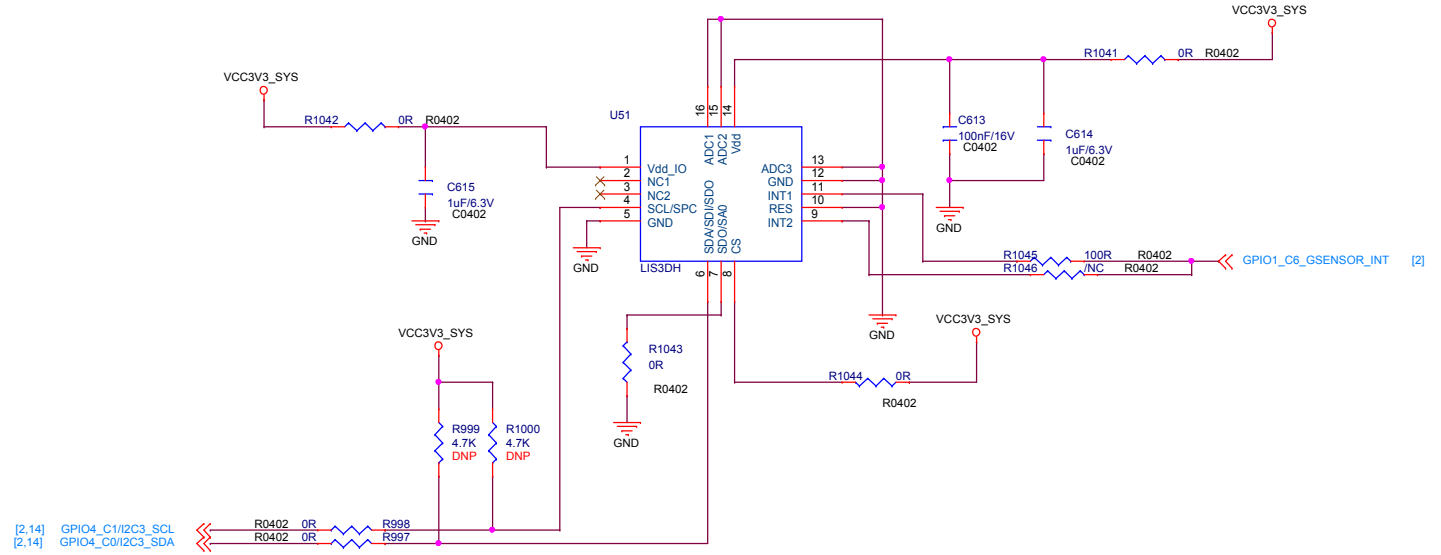 VCC3V3_SYS
R1041 0R R0402
VCC3V3_SYS
R1042 0R R0402
U51
16 15 14
ADC1
ADC2
Vdd
C613
100nF/16V
C0402
C614
1uF/6.3V
C0402
C615
1uF/6.3V
C0402
GND
1 Vdd_IO
2 NC1
3 NC2
4 SCL/SPC
5 GND
ADC3 13
GND 12
INT1 11
RES 10
INT2 9
SDA/SDI/SDO
SDO/SA0
CS
LIS3DH
6 7 8
GND
GND
R1045 100R R0402
R1046 /NC R0402
GPIO1_C6_GSENSOR_INT [2]
GND
VCC3V3_SYS
VCC3V3_SYS
R1043
0R
R0402
GND
R1044 0R
R0402
R999
4.7K
DNP
R1000
4.7K
DNP
[2,14] GPIO4_C1/I2C3_SCL R0402 0R R998
[2,14] GPIO4_C0/I2C3_SDA R0402 0R R997